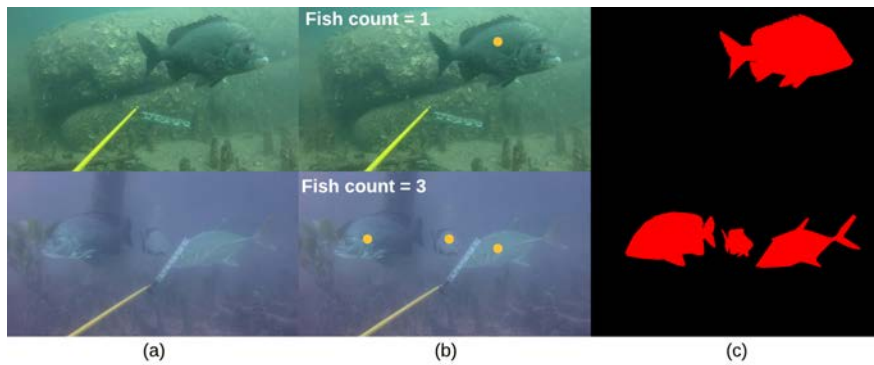 Fish count = 1
Fish count = 3
(a)
(b)
(c)